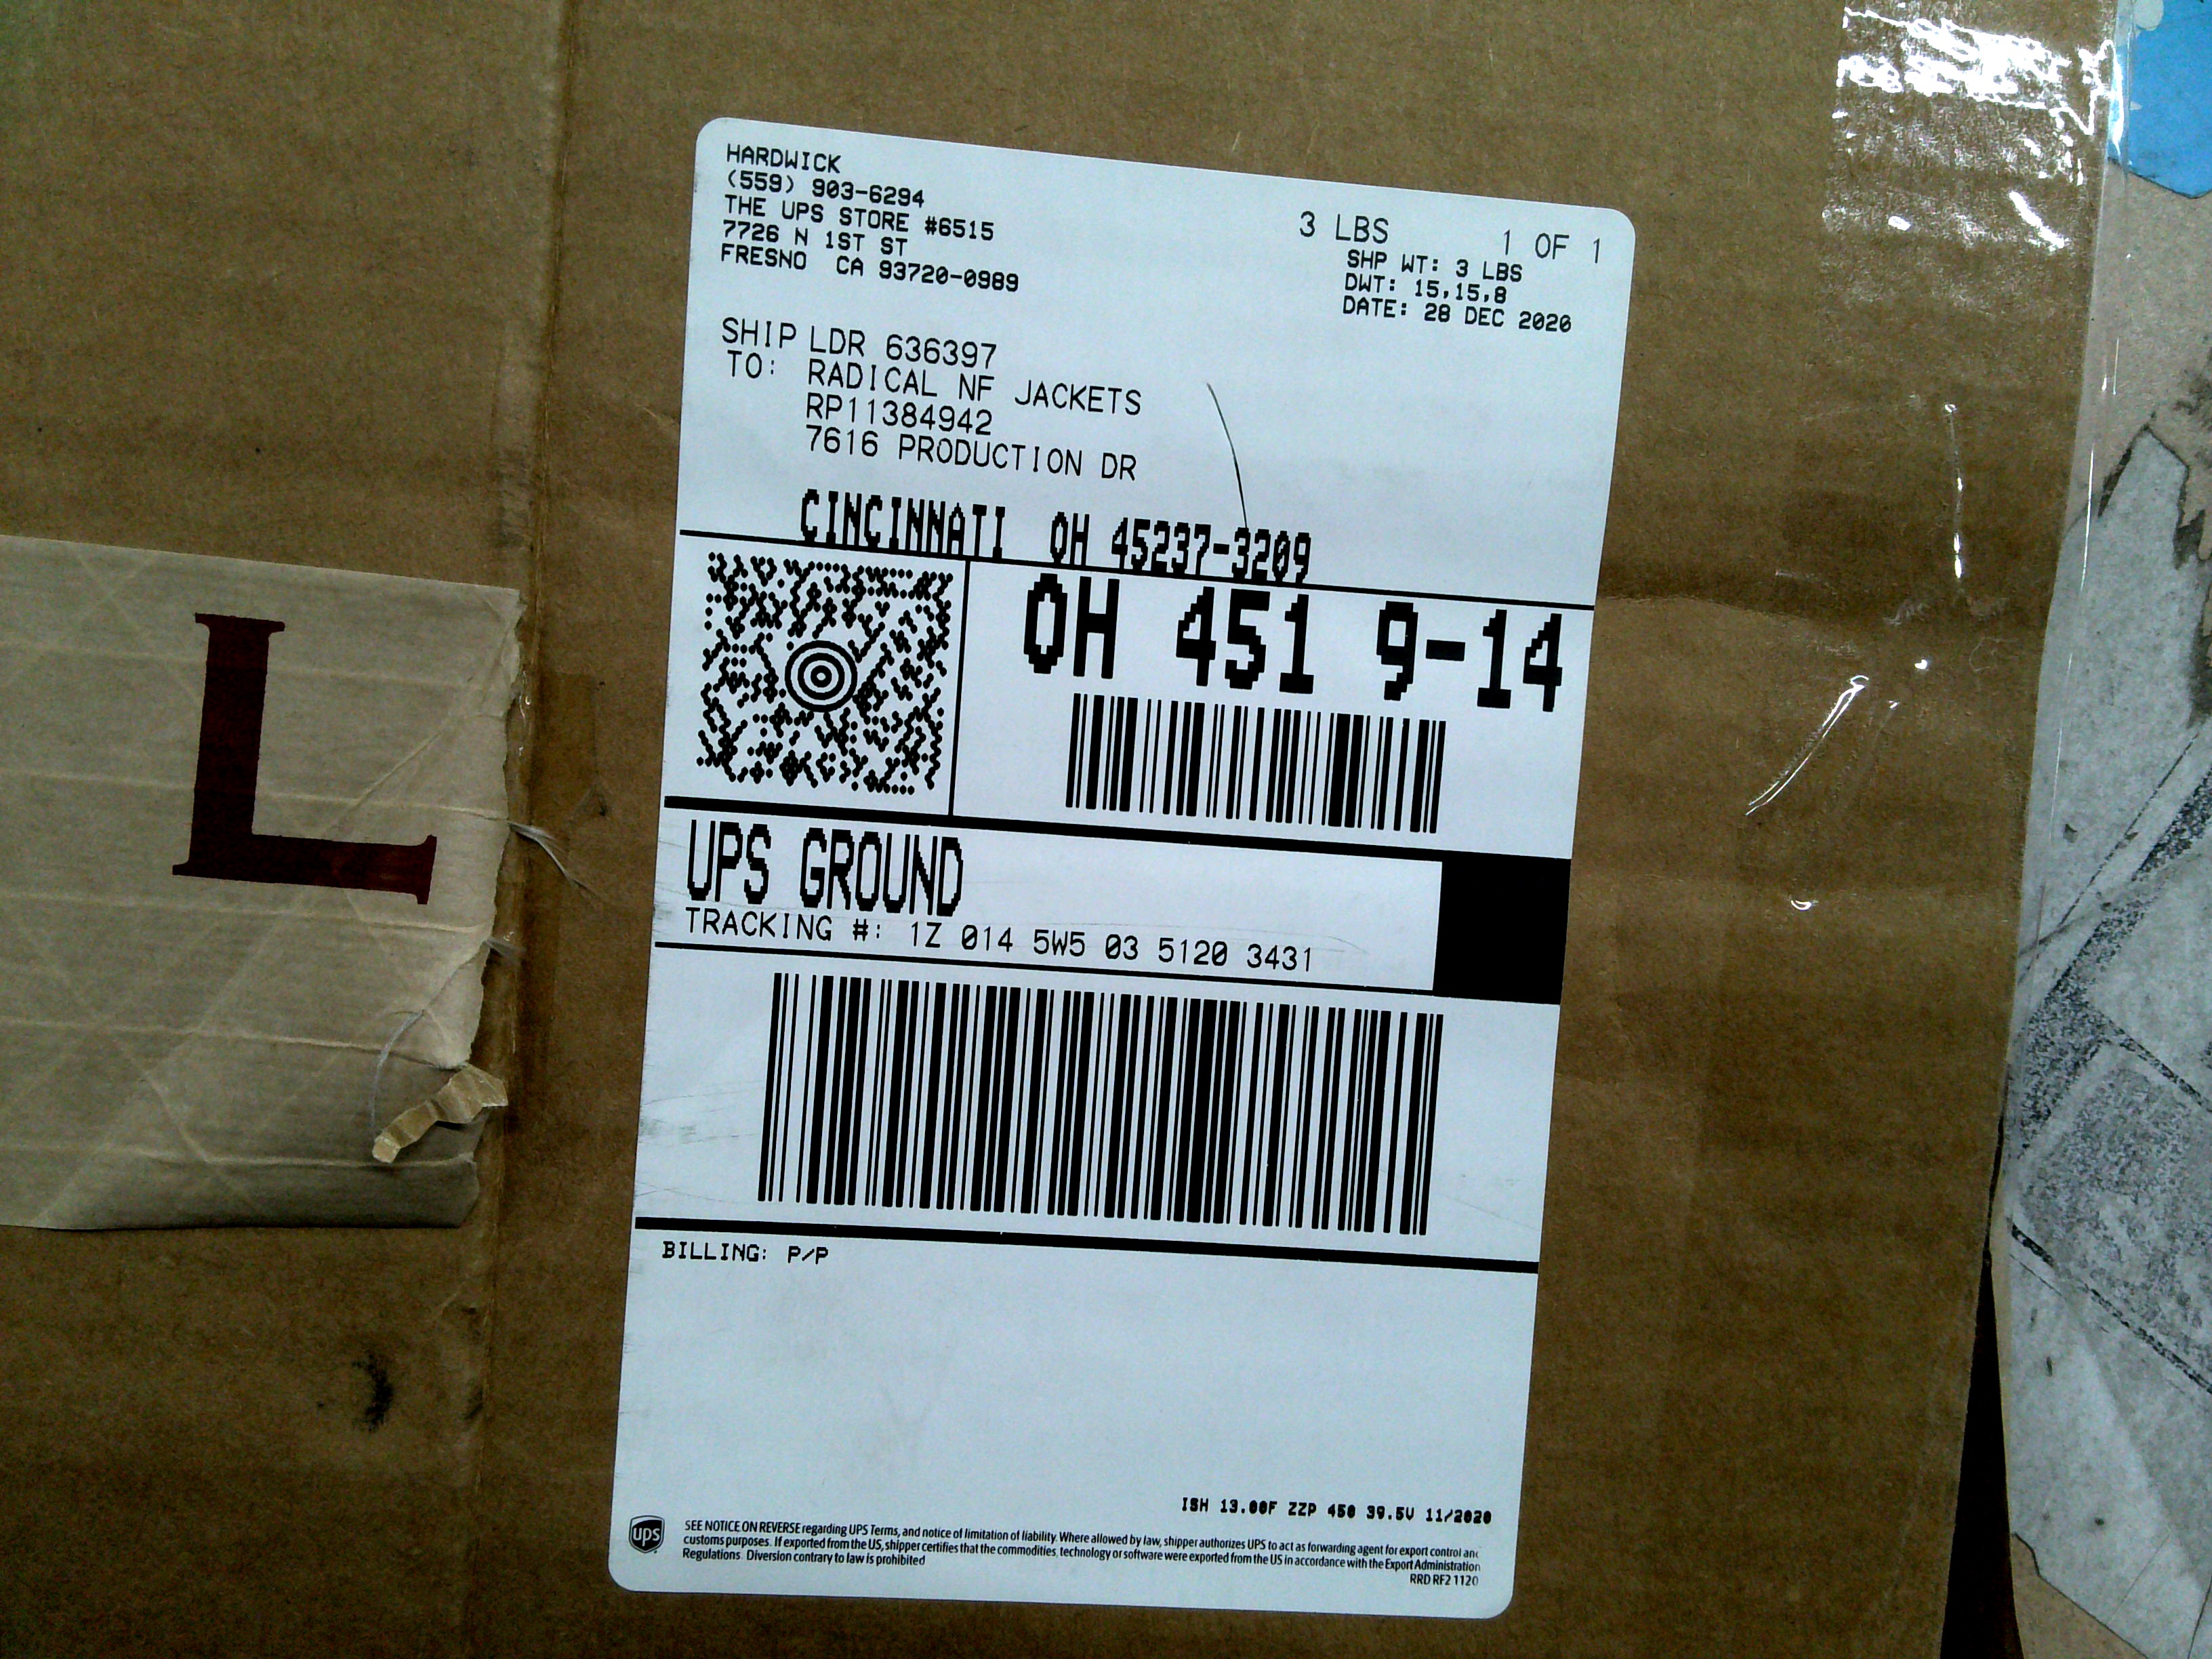 HARDWICK
(559) 903-6294
THE UPS STORE #6515
7726 N 1ST ST
FRESNO CA 93720-0989
3 LBS 1 OF 1
SHP WT: 3 LBS
DWT: 15,15,8
DATE: 28 DEC 2020
SHIP LDR 636397
TO: RADICAL NF JACKETS
RP11384942
7616 PRODUCTION DR
CINCINNATI OH 45237-3209
OH 451 9-14
UPS GROUND
TRACKING #: 1Z 014 5W5 03 5120 3431
BILLING: P/P
L
ISH 13.00F ZZP 450 39.5V 11/2020
ups
SEE NOTICE ON REVERSE regarding UPS Terms, and notice of limitation of liability. Where allowed by law, shipper authorizes UPS to act as forwarding agent for export control and
customs purposes. If exported from the US, shipper certifies that the commodities, technology or software were exported from the US in accordance with the Export Administration
Regulations. Diversion contrary to law is prohibited
RRD RF2 1120